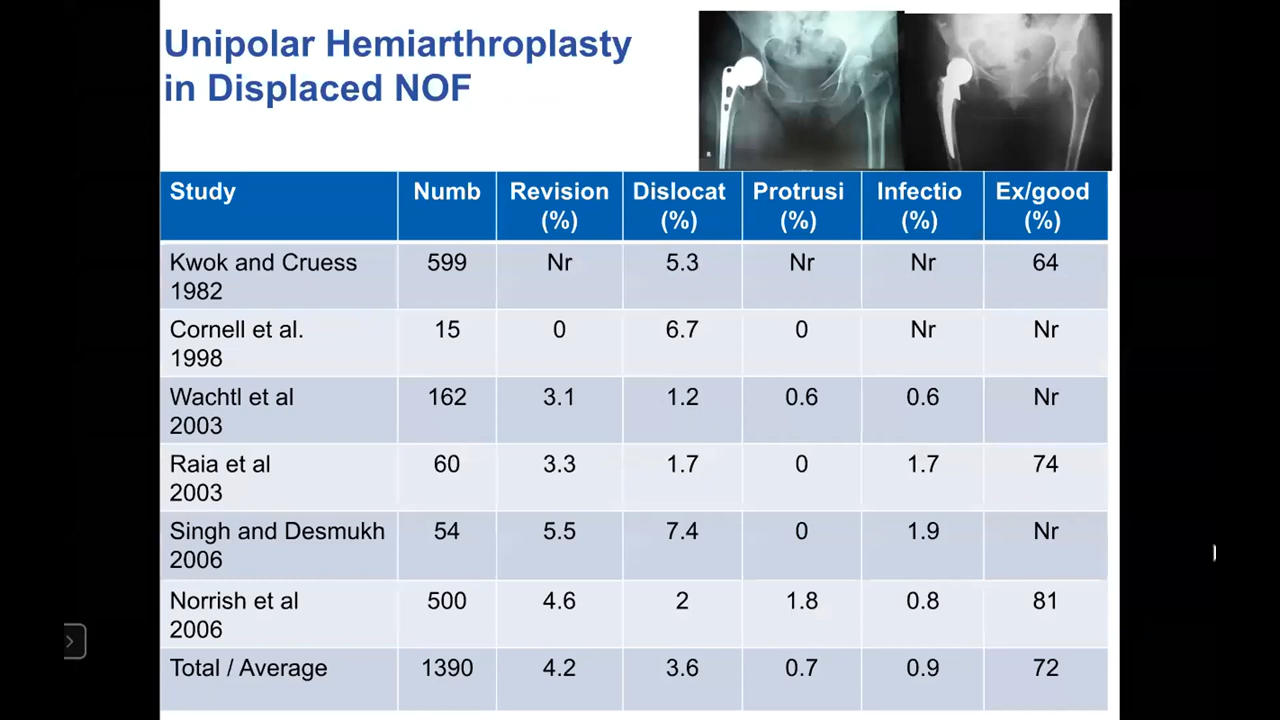 Unipolar Hemiarthroplasty
in Displaced NOF
Study Numb Revision (%) Dislocat (%) Protrusi (%) Infectio (%) Ex/good (%)
Kwok and Cruess 1982 599 Nr 5.3 Nr Nr 64
Cornell et al. 1998 15 0 6.7 0 Nr Nr
Wachtl et al 2003 162 3.1 1.2 0.6 0.6 Nr
Raia et al 2003 60 3.3 1.7 0 1.7 74
Singh and Desmukh 2006 54 5.5 7.4 0 1.9 Nr
Norrish et al 2006 500 4.6 2 1.8 0.8 81
Total / Average 1390 4.2 3.6 0.7 0.9 72